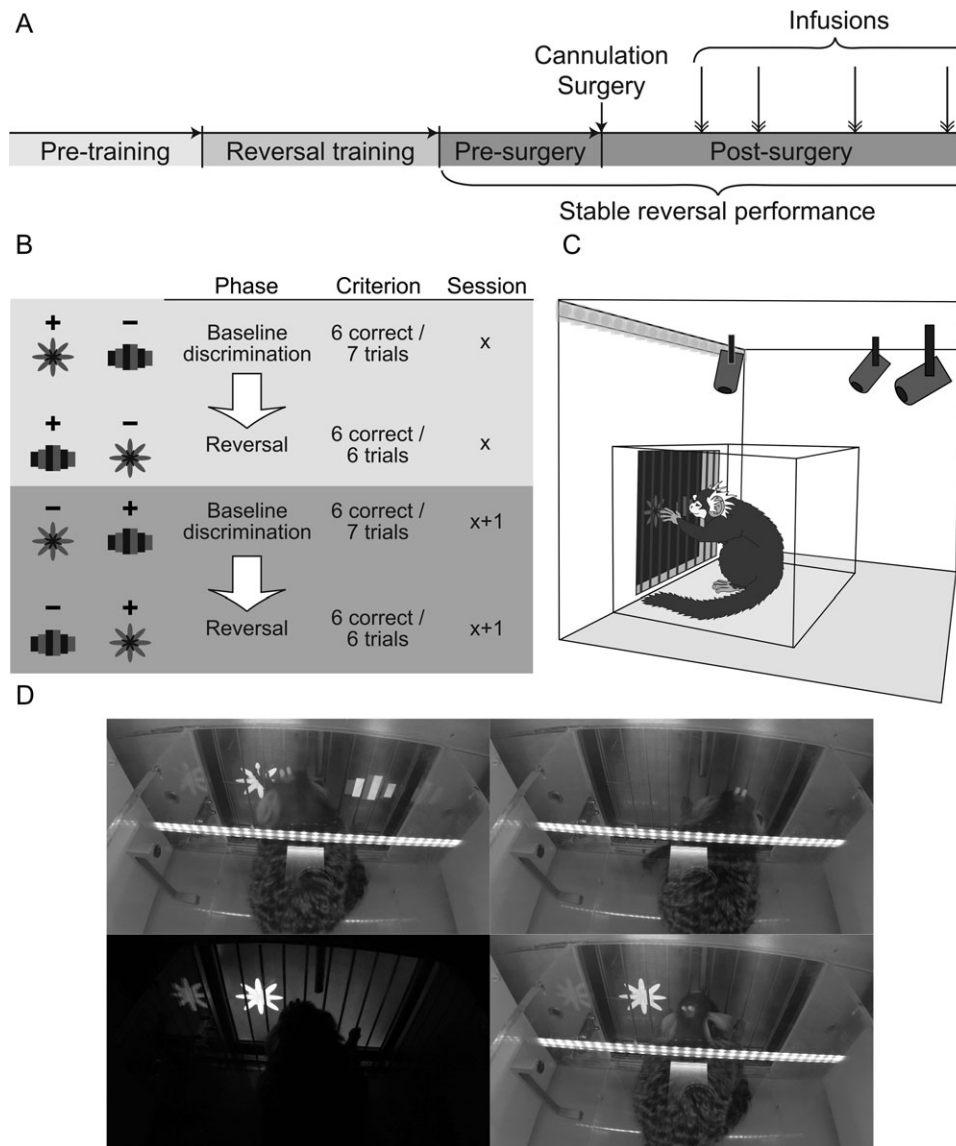 A
Infusions
Cannulation
Surgery
Pre-training
Reversal training
Pre-surgery
Post-surgery
Stable reversal performance
B
Phase Criterion Session
+ −
Baseline discrimination
6 correct / 7 trials
x
+ −
Reversal
6 correct / 6 trials
x
− +
Baseline discrimination
6 correct / 7 trials
x+1
− +
Reversal
6 correct / 6 trials
x+1
C
D